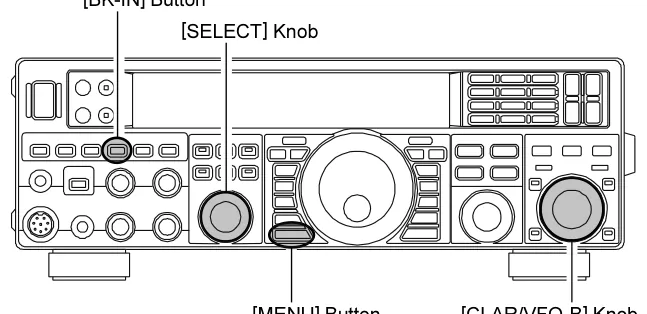 [BK-IN] Button
[SELECT] Knob
[MENU] Button
[CLAR/VFO-B] Knob